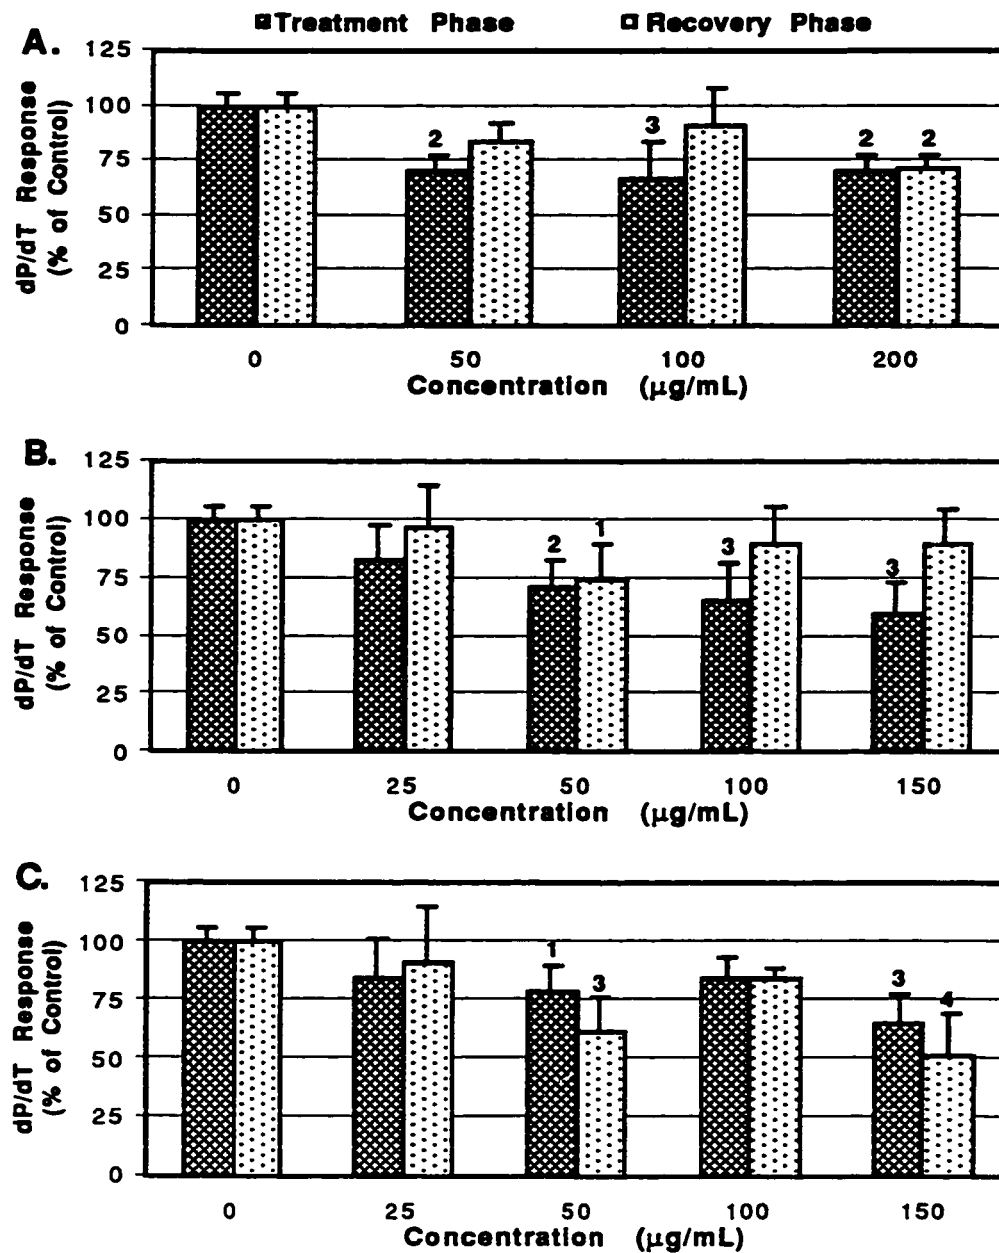 Treatment Phase Recovery Phase
A.
125
100
75
50
25
0
dP/dT Response
(% of Control)
2
3
2 2
0 50 100 200
Concentration (µg/mL)
B.
125
100
75
50
25
0
dP/dT Response
(% of Control)
2
1
3
3
0 25 50 100 150
Concentration (µg/mL)
C.
125
100
75
50
25
0
dP/dT Response
(% of Control)
1
3
3
4
0 25 50 100 150
Concentration (µg/mL)